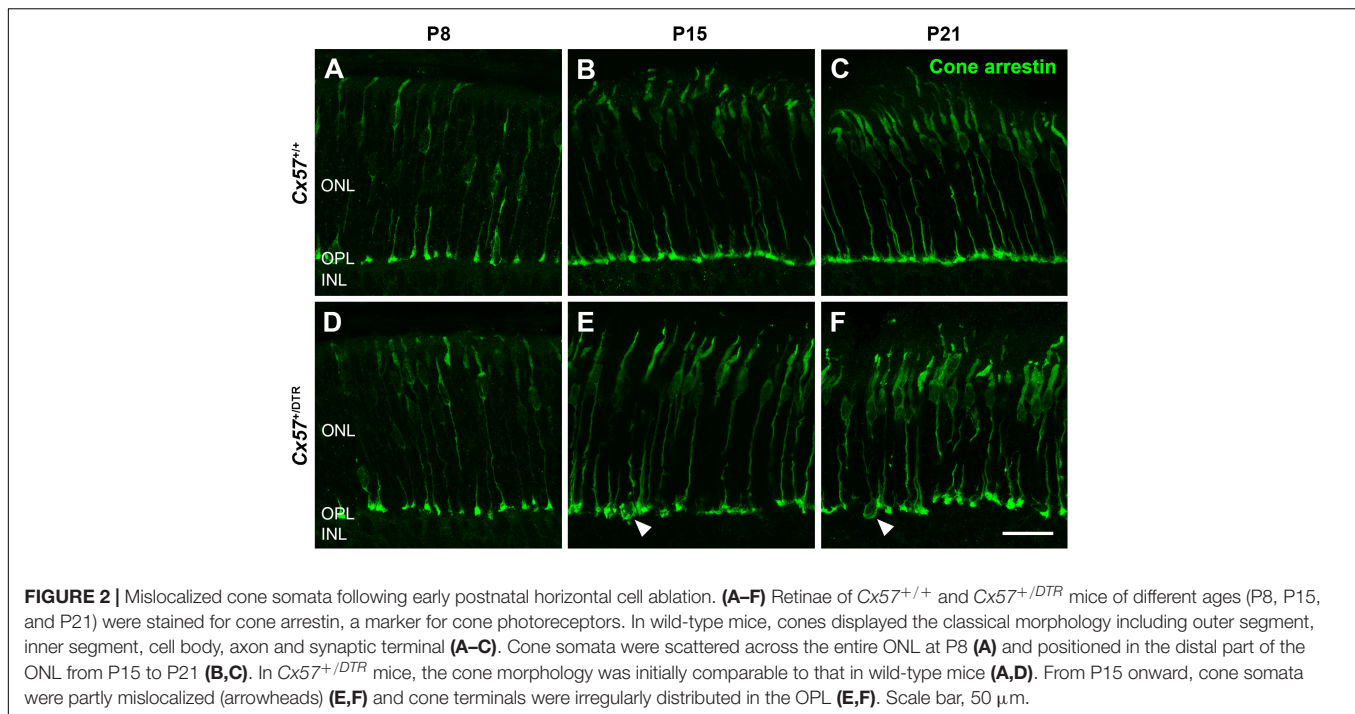 P8 P15 P21
A B C Cone arrestin
Cx57+/+
ONL
OPL
INL
D E F
Cx57+/DTR
ONL
OPL
INL
FIGURE 2 | Mislocalized cone somata following early postnatal horizontal cell ablation. (A–F) Retinae of Cx57+/+ and Cx57+/DTR mice of different ages (P8, P15,
and P21) were stained for cone arrestin, a marker for cone photoreceptors. In wild-type mice, cones displayed the classical morphology including outer segment,
inner segment, cell body, axon and synaptic terminal (A–C). Cone somata were scattered across the entire ONL at P8 (A) and positioned in the distal part of the
ONL from P15 to P21 (B,C). In Cx57+/DTR mice, the cone morphology was initially comparable to that in wild-type mice (A,D). From P15 onward, cone somata
were partly mislocalized (arrowheads) (E,F) and cone terminals were irregularly distributed in the OPL (E,F). Scale bar, 50 μm.